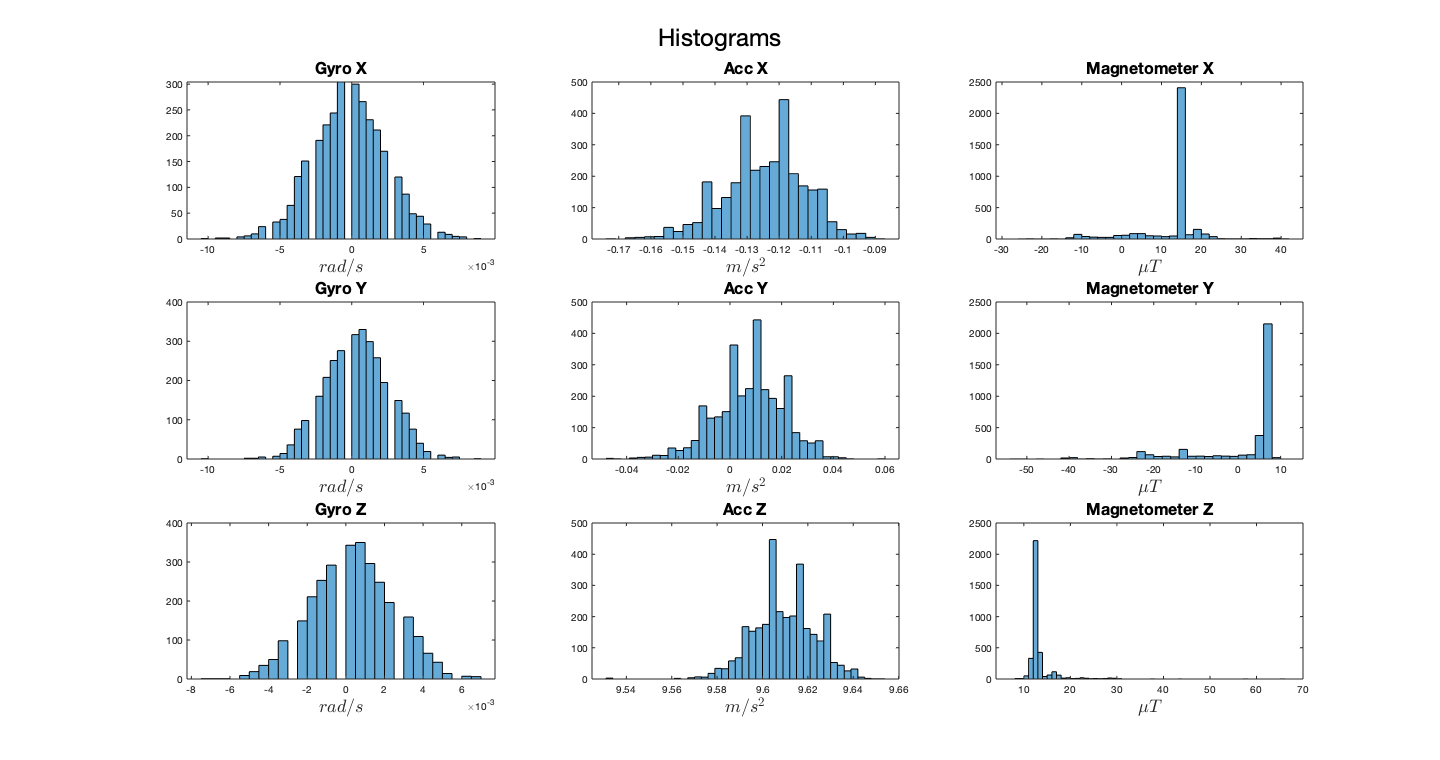 Histograms
Gyro X
300
250
200
150
100
50
0
-10 -5 0 5
rad/s ×10⁻³
Acc X
500
400
300
200
100
0
-0.17 -0.16 -0.15 -0.14 -0.13 -0.12 -0.11 -0.1 -0.09
m/s²
Magnetometer X
2500
2000
1500
1000
500
0
-30 -20 -10 0 10 20 30 40
μT
Gyro Y
400
300
200
100
0
-10 -5 0 5
rad/s ×10⁻³
Acc Y
500
400
300
200
100
0
-0.04 -0.02 0 0.02 0.04 0.06
m/s²
Magnetometer Y
2500
2000
1500
1000
500
0
-50 -40 -30 -20 -10 0 10
μT
Gyro Z
400
300
200
100
0
-8 -6 -4 -2 0 2 4 6
rad/s ×10⁻³
Acc Z
500
400
300
200
100
0
9.54 9.56 9.58 9.6 9.62 9.64 9.66
m/s²
Magnetometer Z
2500
2000
1500
1000
500
0
10 20 30 40 50 60 70
μT